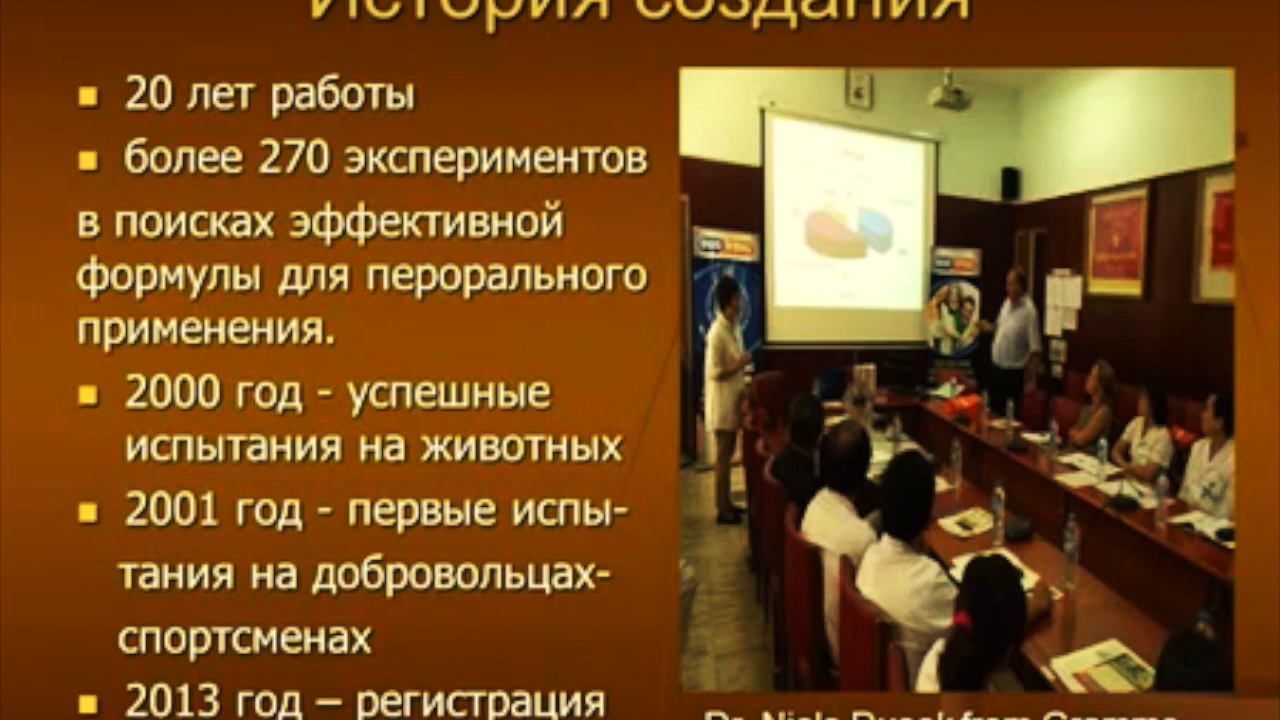 История создания
20 лет работы
более 270 экспериментов
в поисках эффективной
формулы для перорального
применения.
2000 год - успешные
испытания на животных
2001 год - первые испы-
тания на добровольцах-
спортсменах
2013 год – регистрация